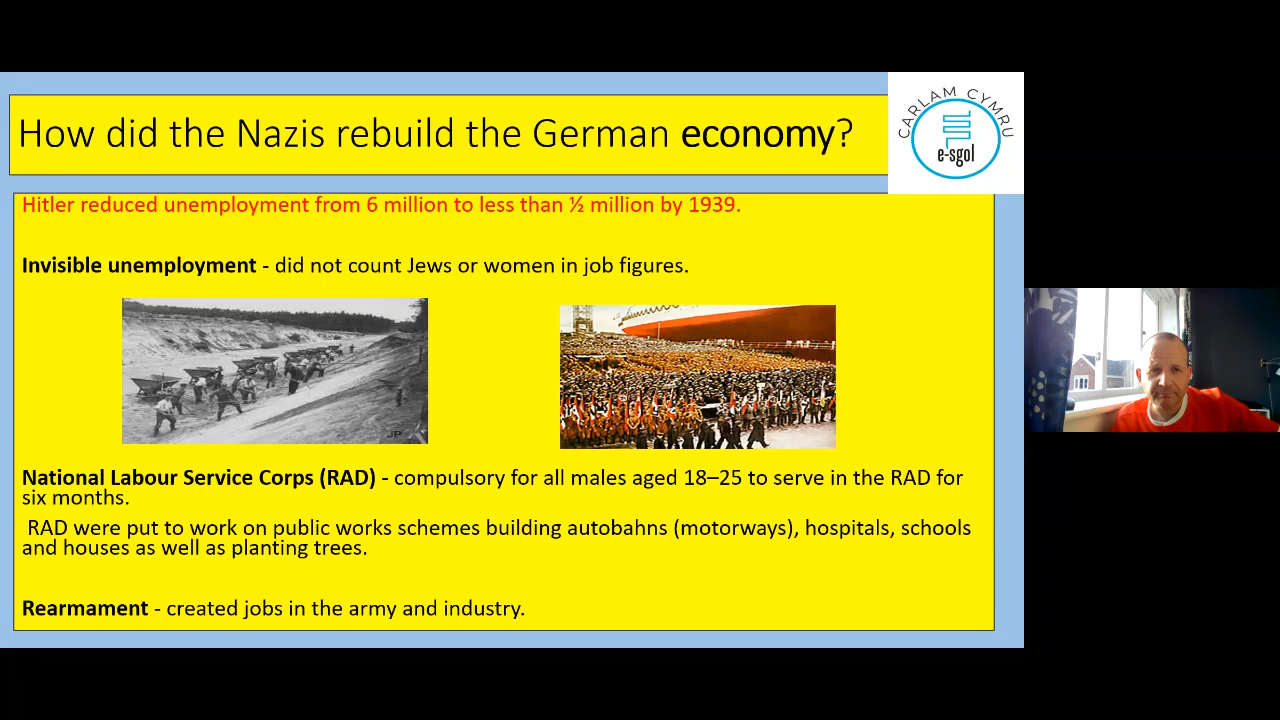 How did the Nazis rebuild the German economy?
CARLAM CYMRU
e-sgol
Hitler reduced unemployment from 6 million to less than ½ million by 1939.
Invisible unemployment - did not count Jews or women in job figures.
JP
National Labour Service Corps (RAD) - compulsory for all males aged 18–25 to serve in the RAD for
six months.
RAD were put to work on public works schemes building autobahns (motorways), hospitals, schools
and houses as well as planting trees.
Rearmament - created jobs in the army and industry.